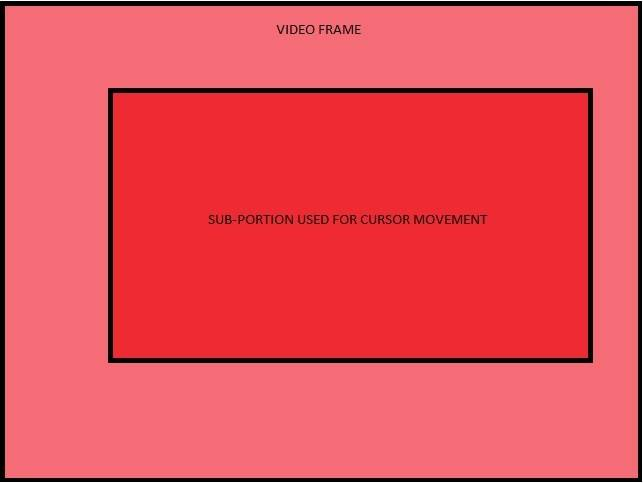 VIDEO FRAME
SUB-PORTION USED FOR CURSOR MOVEMENT